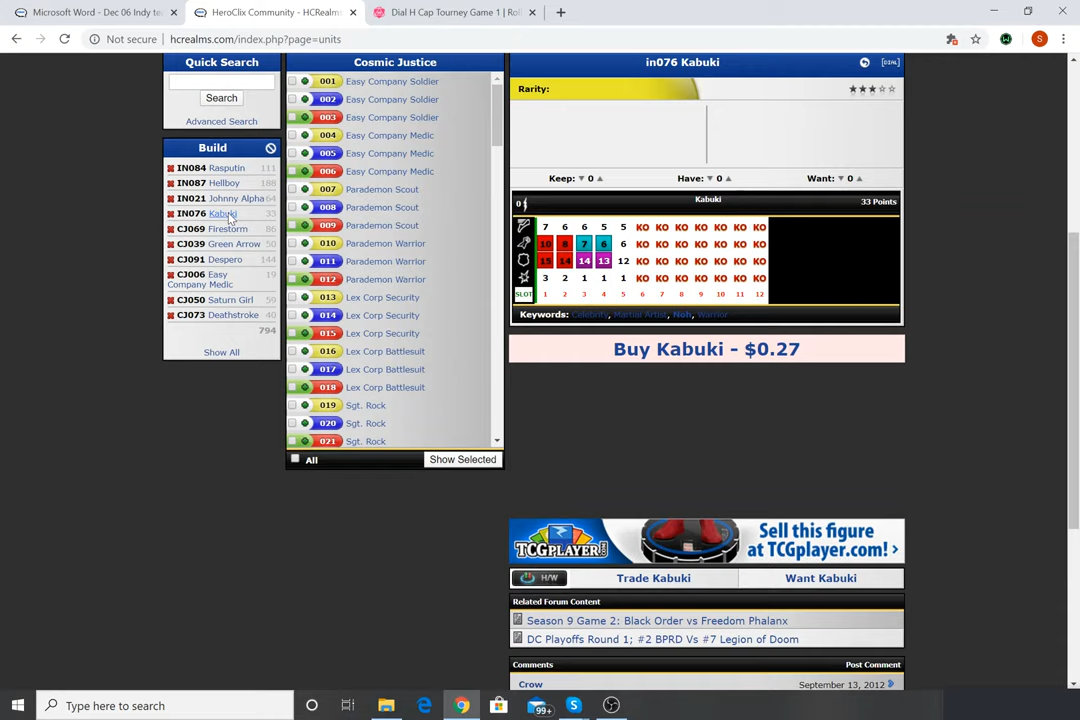 Microsoft Word - Dec 06 Indy te
HeroClix Community - HCRealm
Dial H Cap Tourney Game 1 | Rol
Not secure | hcrealms.com/index.php?page=units
S
Quick Search
Search
Advanced Search
Build
IN084 Rasputin 111
IN087 Hellboy 188
IN021 Johnny Alpha 64
IN076 Kabuki 33
CJ069 Firestorm 86
CJ039 Green Arrow 50
CJ091 Despero 144
CJ006 Easy Company Medic 19
CJ050 Saturn Girl 59
CJ073 Deathstroke 40
794
Show All
Cosmic Justice
001 Easy Company Soldier
002 Easy Company Soldier
003 Easy Company Soldier
004 Easy Company Medic
005 Easy Company Medic
006 Easy Company Medic
007 Parademon Scout
008 Parademon Scout
009 Parademon Scout
010 Parademon Warrior
011 Parademon Warrior
012 Parademon Warrior
013 Lex Corp Security
014 Lex Corp Security
015 Lex Corp Security
016 Lex Corp Battlesuit
017 Lex Corp Battlesuit
018 Lex Corp Battlesuit
019 Sgt. Rock
020 Sgt. Rock
021 Sgt. Rock
All
Show Selected
in076 Kabuki
[DIAL]
Rarity:
Keep: 0 Have: 0 Want: 0
Kabuki
33 Points
0
7 6 6 5 5 KO KO KO KO KO KO KO
10 8 7 6 6 KO KO KO KO KO KO KO
15 14 14 13 12 KO KO KO KO KO KO KO
3 2 1 1 1 KO KO KO KO KO KO KO
SLOT 1 2 3 4 5 6 7 8 9 10 11 12
Keywords: Celebrity, Martial Artist, Noh, Warrior
Buy Kabuki - $0.27
TCGPLAYER
Sell this figure
at TCGplayer.com! ›
H/W
Trade Kabuki
Want Kabuki
Related Forum Content
Season 9 Game 2: Black Order vs Freedom Phalanx
DC Playoffs Round 1; #2 BPRD Vs #7 Legion of Doom
Comments
Post Comment
Crow
September 13, 2012
Type here to search
99+